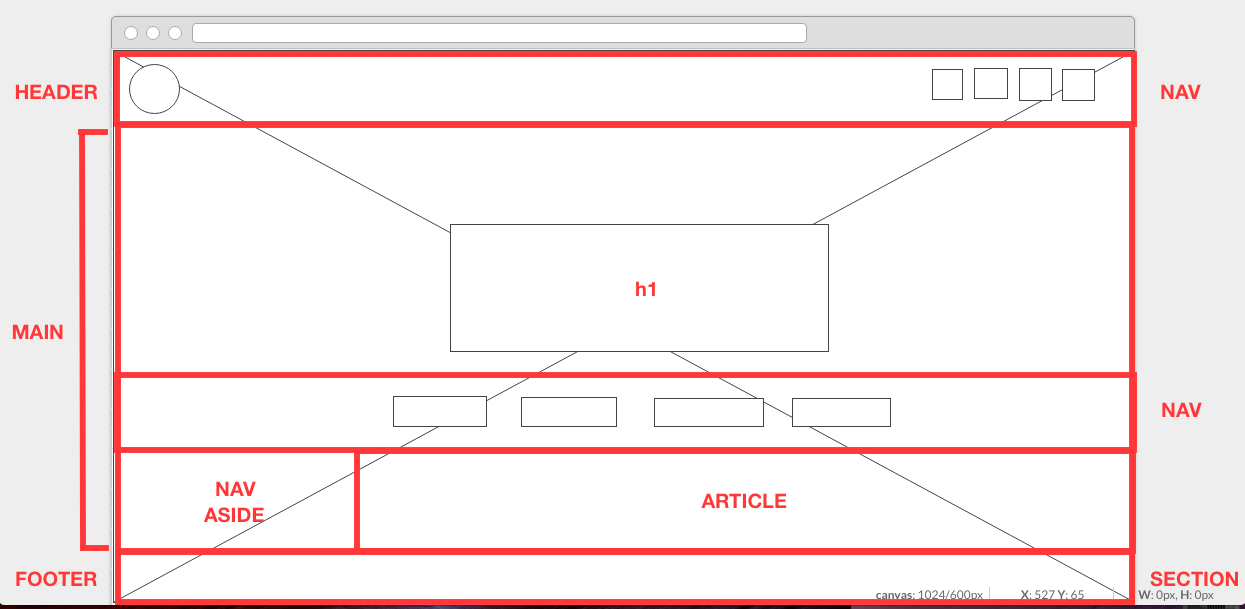 HEADER
NAV
h1
MAIN
NAV
NAV
ASIDE
ARTICLE
FOOTER
SECTION
canvas: 1024/600px
X: 527 Y: 65
W: 0px, H: 0px